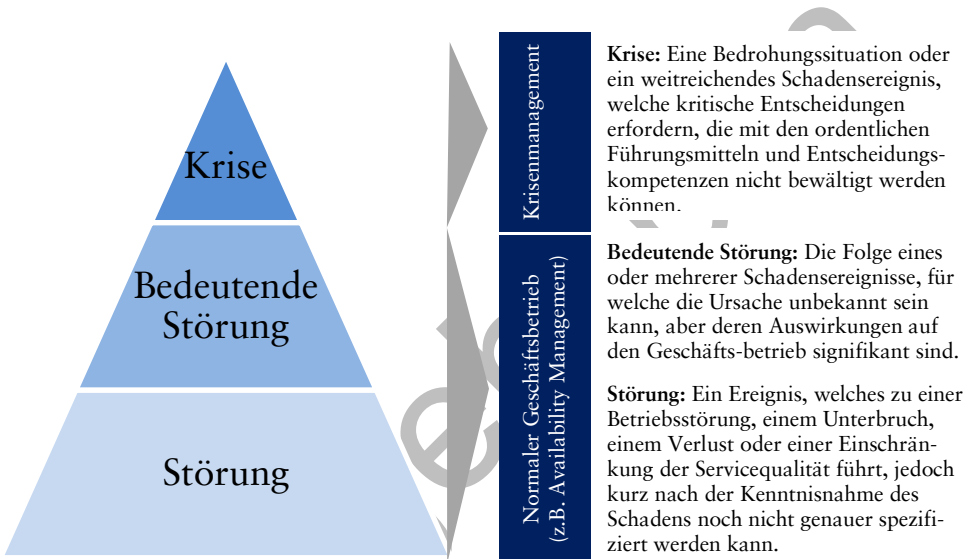 Krise
Bedeutende
Störung
Störung
Krisenmanagement
Normaler Geschäftsbetrieb
(z.B. Availability Management)
Krise: Eine Bedrohungssituation oder
ein weitreichendes Schadensereignis,
welche kritische Entscheidungen
erfordern, die mit den ordentlichen
Führungsmitteln und Entscheidungs-
kompetenzen nicht bewältigt werden
können.
Bedeutende Störung: Die Folge eines
oder mehrerer Schadensereignisse, für
welche die Ursache unbekannt sein
kann, aber deren Auswirkungen auf
den Geschäfts-betrieb signifikant sind.
Störung: Ein Ereignis, welches zu einer
Betriebsstörung, einem Unterbruch,
einem Verlust oder einer Einschrän-
kung der Servicequalität führt, jedoch
kurz nach der Kenntnisnahme des
Schadens noch nicht genauer spezifi-
ziert werden kann.